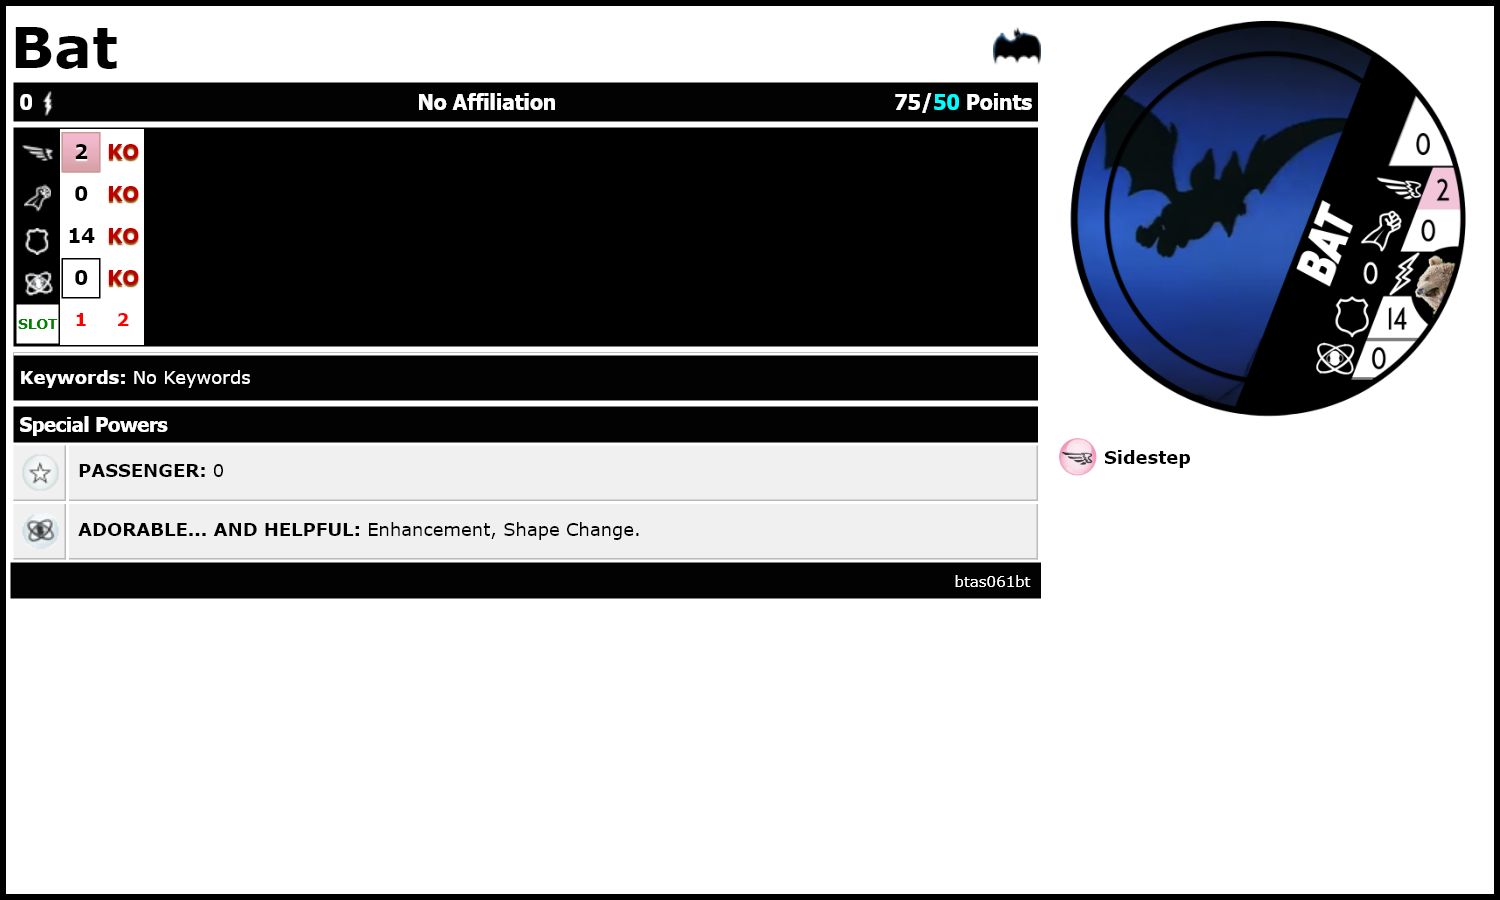 Bat
0 No Affiliation 75/50 Points
2 KO
0 KO
14 KO
0 KO
SLOT 1 2
Keywords: No Keywords
Special Powers
PASSENGER: 0
ADORABLE... AND HELPFUL: Enhancement, Shape Change.
btas061bt
BAT
0
2
0
0
14
0
Sidestep